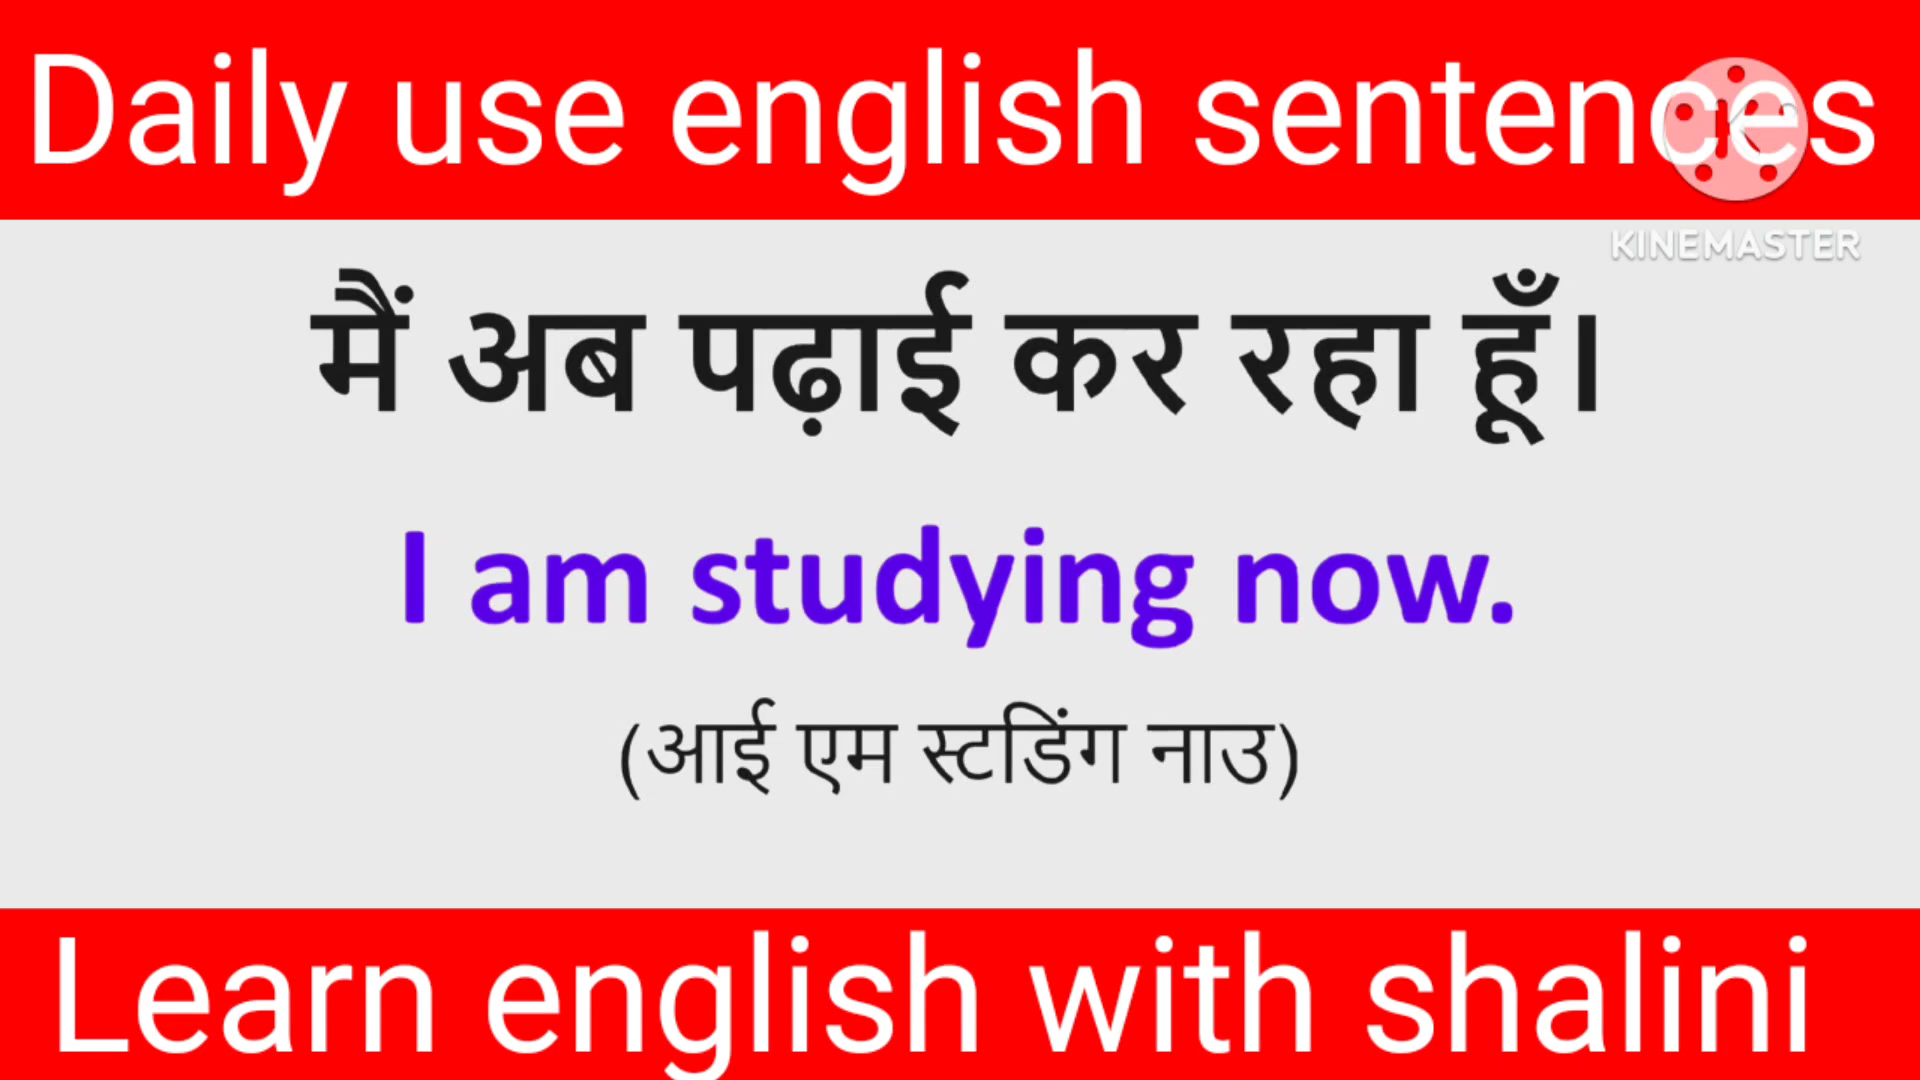 Daily use english sentences
KINEMASTER
मैं अब पढ़ाई कर रहा हूँ।
I am studying now.
(आई एम स्टडिंग नाउ)
Learn english with shalini